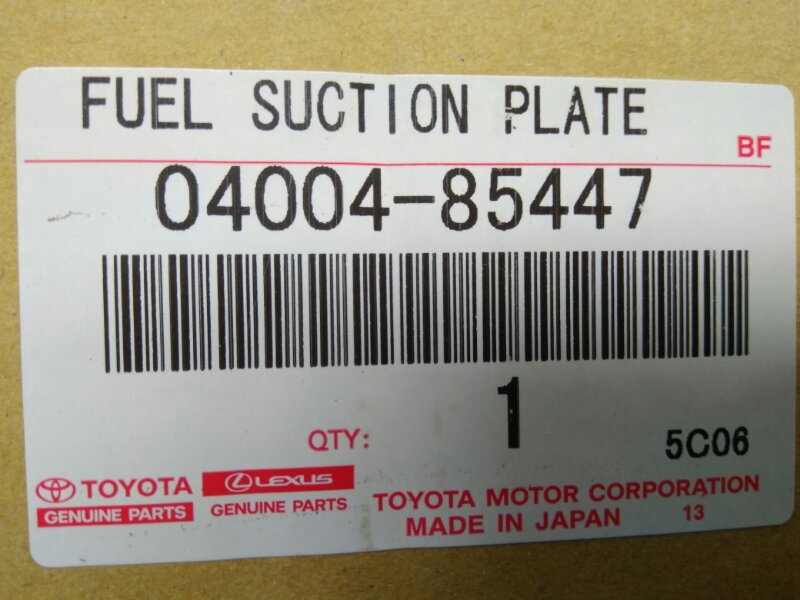 FUEL SUCTION PLATE
BF
04004-85447
QTY: 1
5C06
TOYOTA
GENUINE PARTS
LEXUS
GENUINE PARTS
TOYOTA MOTOR CORPORATION
MADE IN JAPAN 13